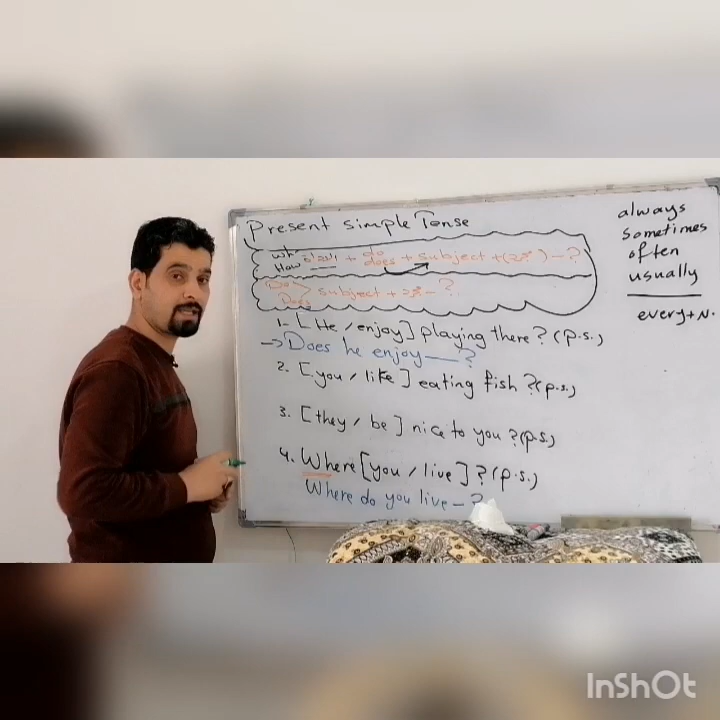 Present Simple Tense
Wh
How + do
does + subject + ( ) - ?
Do
Does > subject + - ?
1- [He / enjoy] playing there? (p.s.)
→ Does he enjoy — ?
2. [you / like] eating fish? (p.s.)
3. [they / be] nice to you? (p.s)
4. Where [you / live]? (p.s.)
Where do you live - ?
always
sometimes
often
usually
every + N.
InShOt